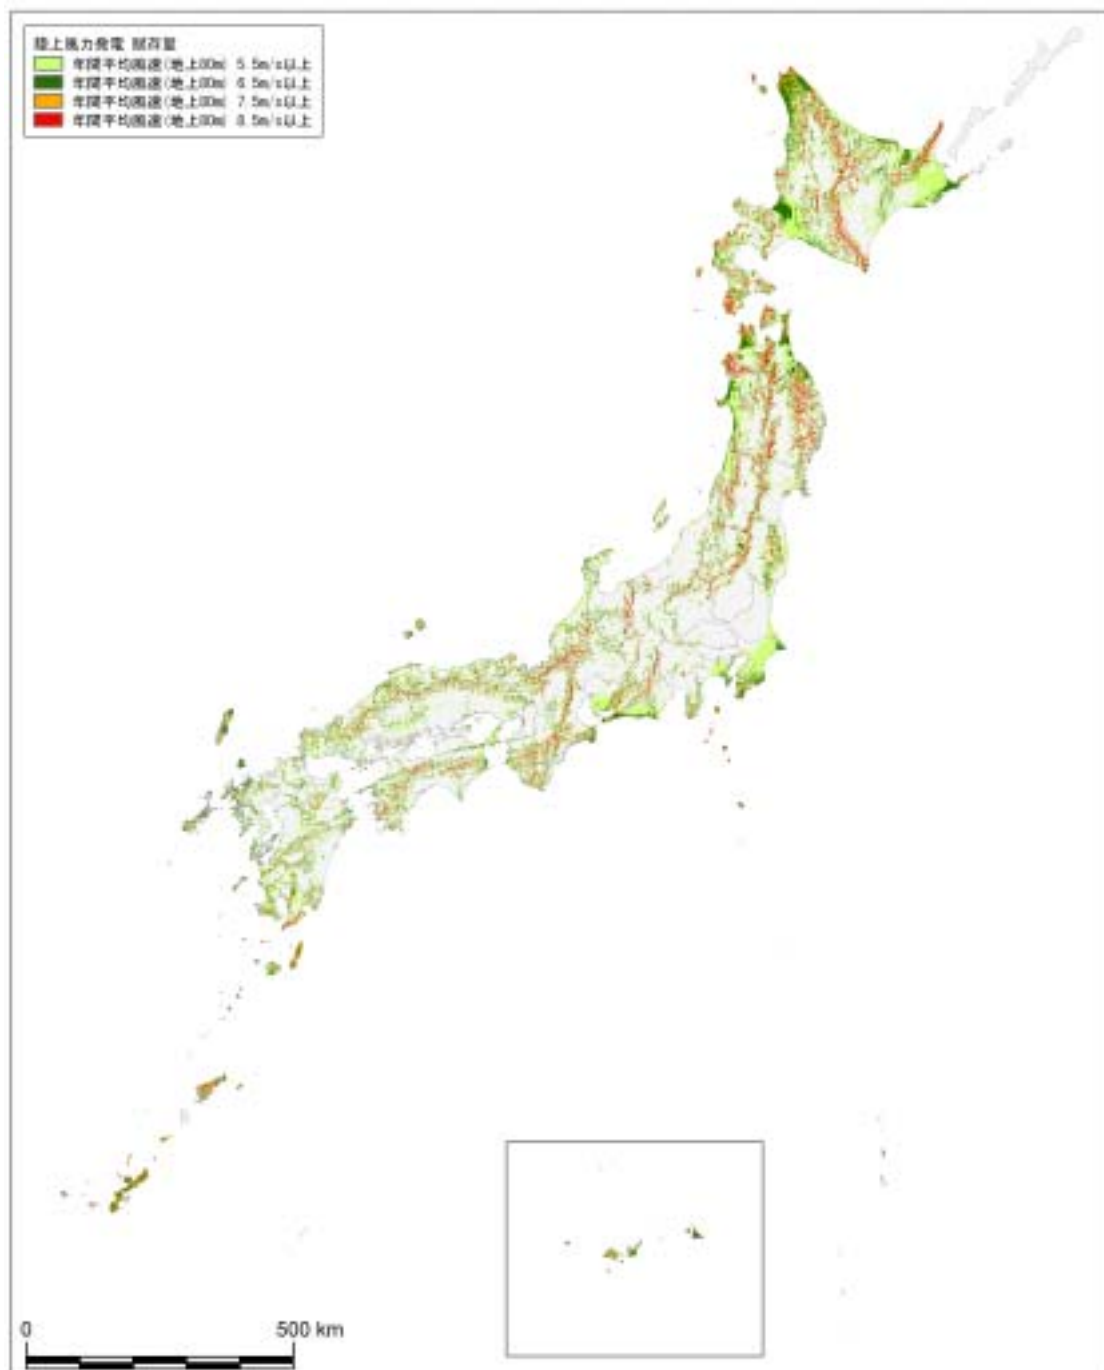 陸上風力発電 賦存量
年間平均風速(地上80m) 5.5m/s以上
年間平均風速(地上80m) 6.5m/s以上
年間平均風速(地上80m) 7.5m/s以上
年間平均風速(地上80m) 8.5m/s以上
0 500 km